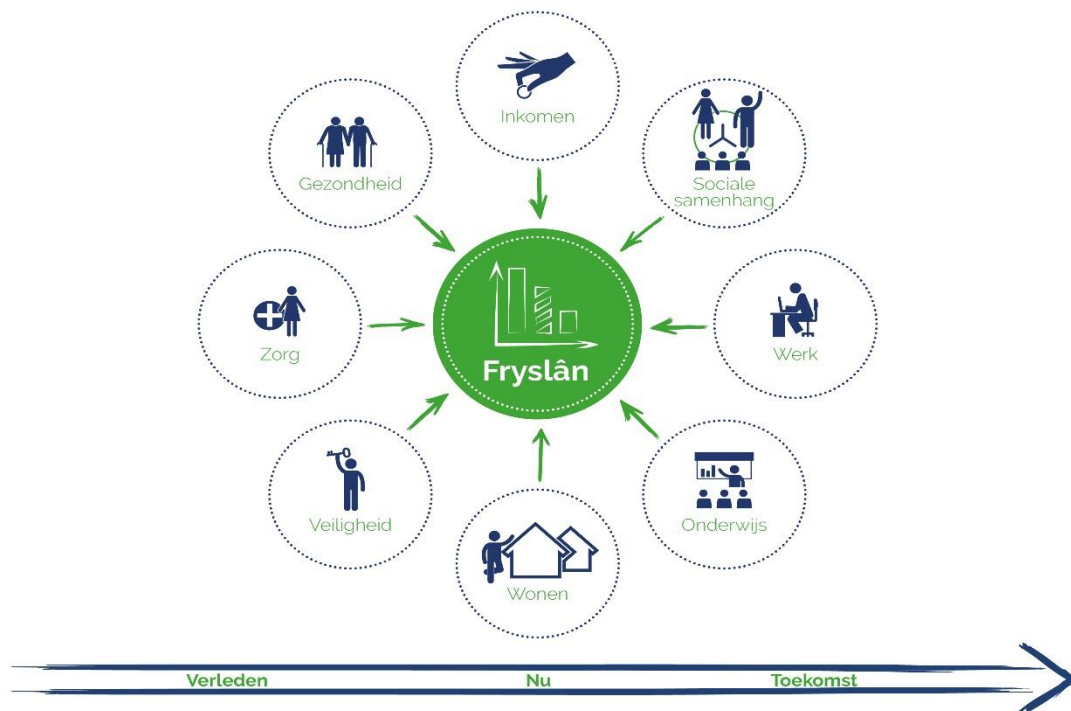 Inkomen
Gezondheid
Sociale
samenhang
Zorg
Fryslân
Werk
Veiligheid
Wonen
Onderwijs
Verleden
Nu
Toekomst